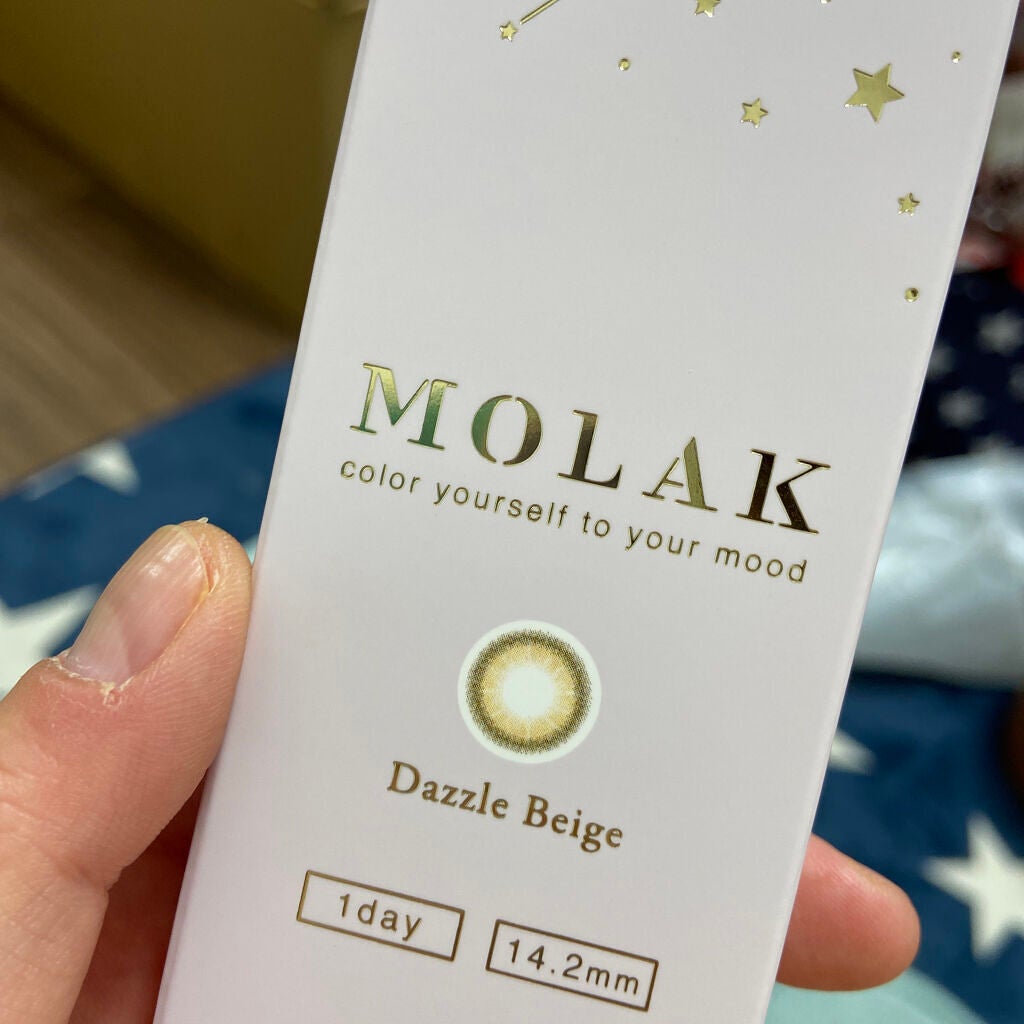 MOLAK
color yourself to your mood
Dazzle Beige
1day
14.2mm